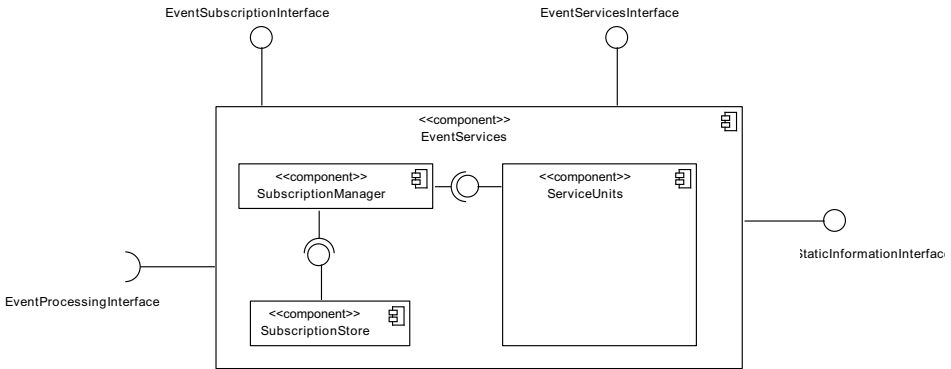 EventSubscriptionInterface
EventServicesInterface
<<component>>
EventServices
<<component>>
SubscriptionManager
<<component>>
ServiceUnits
EventProcessingInterface
<<component>>
SubscriptionStore